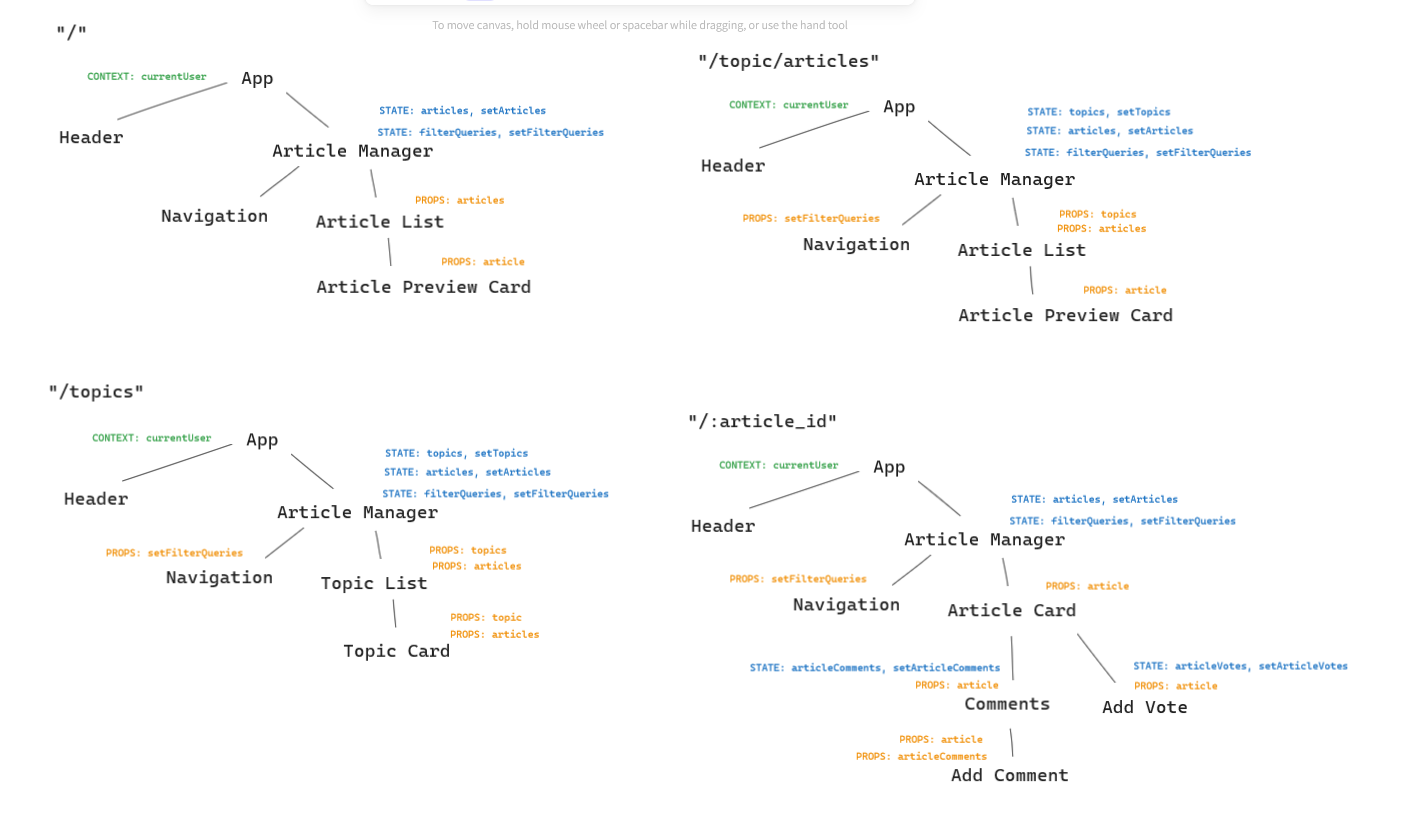 To move canvas, hold mouse wheel or spacebar while dragging, or use the hand tool
"/"
CONTEXT: currentUser
App
STATE: articles, setArticles
STATE: filterQueries, setFilterQueries
Header
Article Manager
PROPS: articles
Navigation
Article List
PROPS: article
Article Preview Card
"/topic/articles"
CONTEXT: currentUser
App
STATE: topics, setTopics
STATE: articles, setArticles
STATE: filterQueries, setFilterQueries
Header
Article Manager
PROPS: setFilterQueries
PROPS: topics
PROPS: articles
Navigation
Article List
PROPS: article
Article Preview Card
"/topics"
CONTEXT: currentUser
App
STATE: topics, setTopics
STATE: articles, setArticles
STATE: filterQueries, setFilterQueries
Header
Article Manager
PROPS: setFilterQueries
PROPS: topics
PROPS: articles
Navigation
Topic List
PROPS: topic
PROPS: articles
Topic Card
"/:article_id"
CONTEXT: currentUser
App
STATE: articles, setArticles
STATE: filterQueries, setFilterQueries
Header
Article Manager
PROPS: setFilterQueries
PROPS: article
Navigation
Article Card
STATE: articleComments, setArticleComments
PROPS: article
Comments
STATE: articleVotes, setArticleVotes
PROPS: article
Add Vote
PROPS: article
PROPS: articleComments
Add Comment